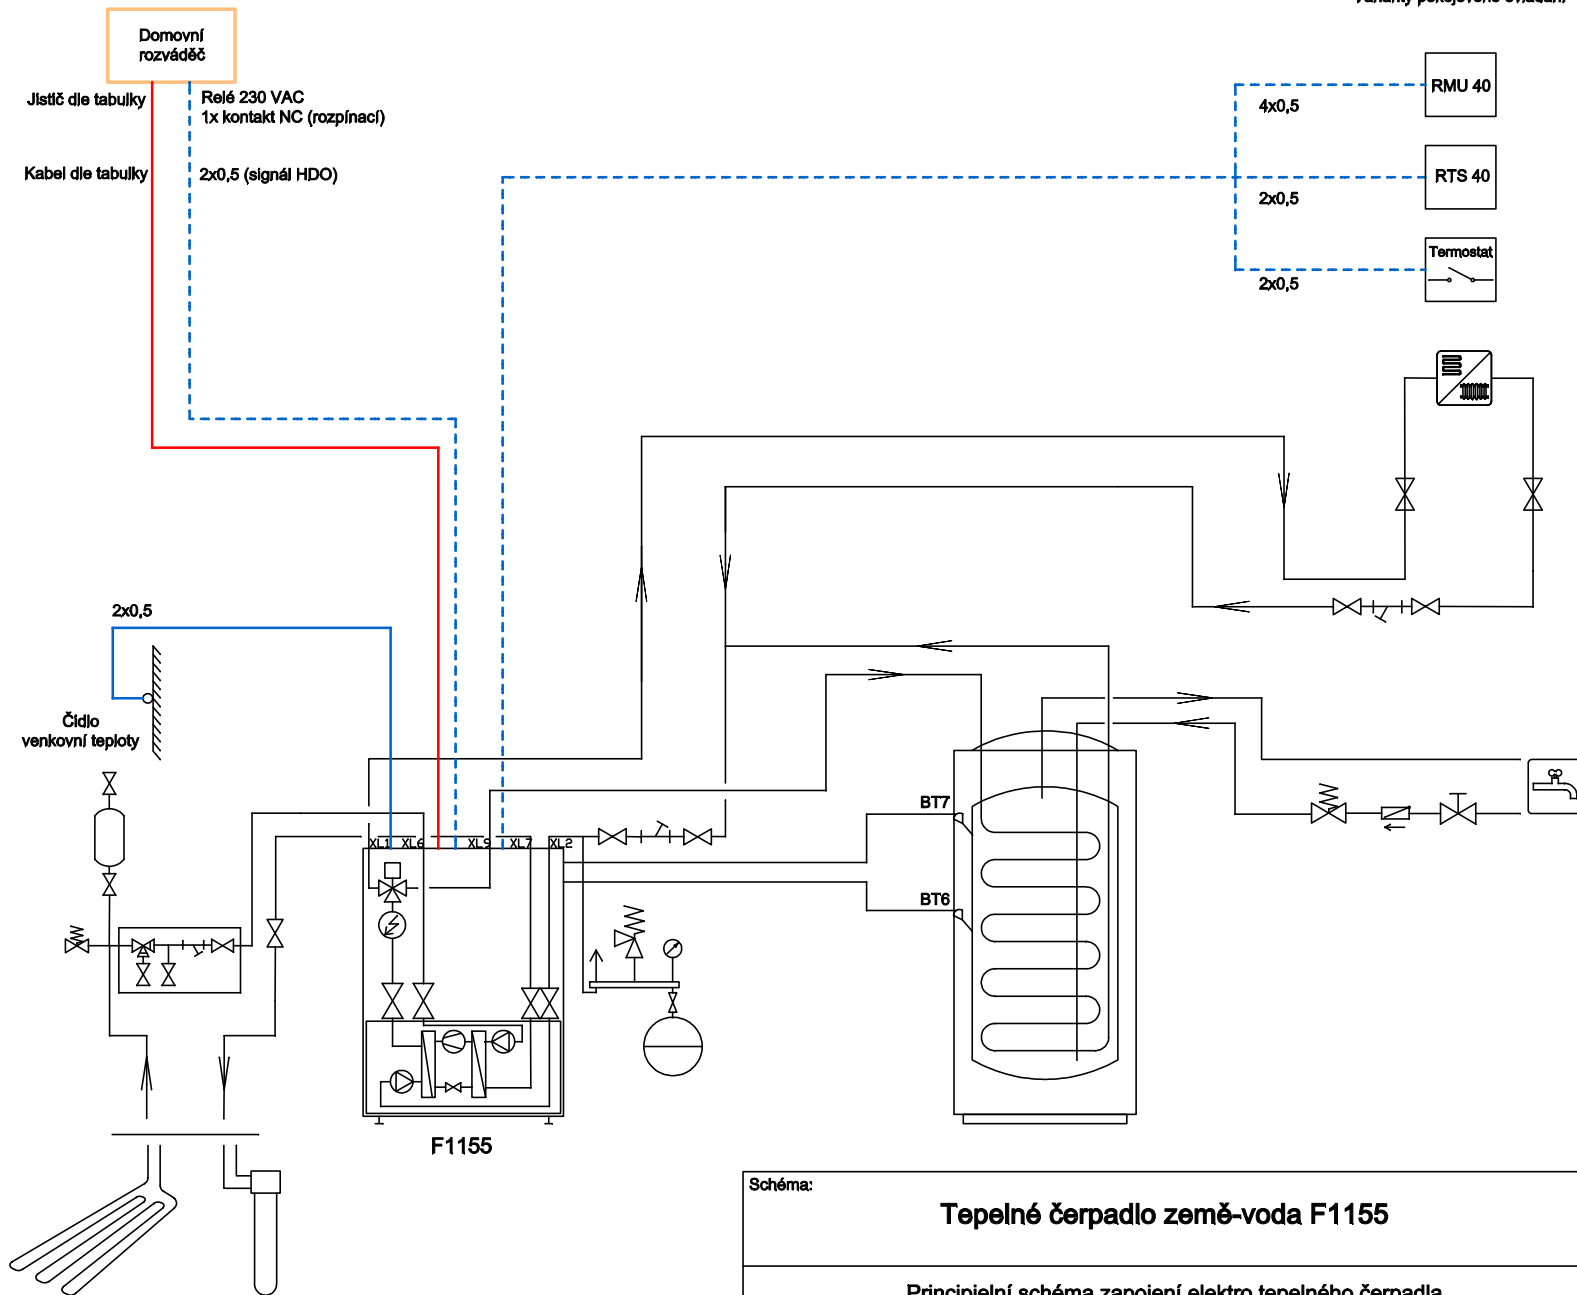 Domovní
rozváděč
Jistič dle tabulky
Relé 230 VAC
1x kontakt NC (rozpínací)
Kabel dle tabulky
2x0,5 (signál HDO)
4x0,5
RMU 40
2x0,5
RTS 40
Termostat
2x0,5
2x0,5
Čidlo
venkovní teploty
BT7
XL1 XL6 XL9 XL7 XL2
BT6
F1155
Schéma:
Tepelné čerpadlo země-voda F1155
Principielní schéma zapojení elektro tepelného čerpadla